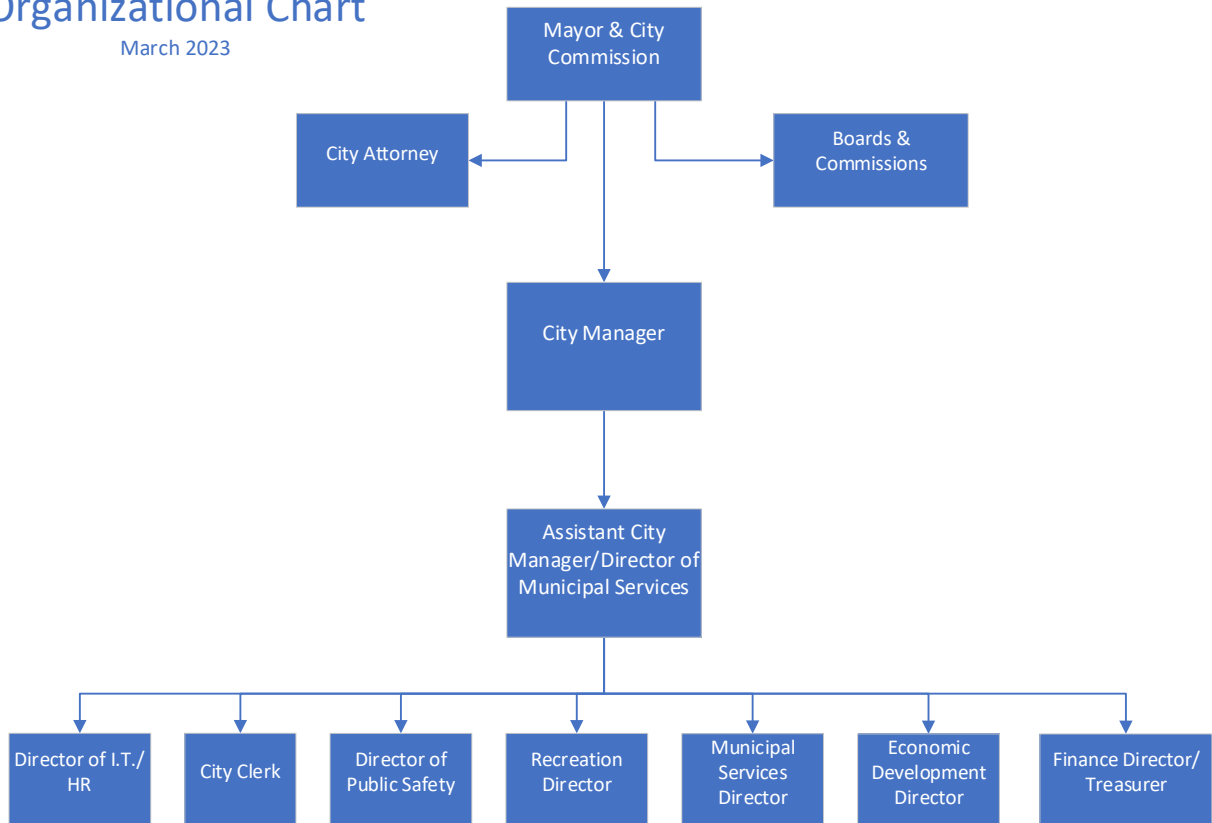 Organizational Chart
March 2023
Mayor & City
Commission
City Attorney
Boards &
Commissions
City Manager
Assistant City
Manager/Director of
Municipal Services
Director of I.T./
HR
City Clerk
Director of
Public Safety
Recreation
Director
Municipal
Services
Director
Economic
Development
Director
Finance Director/
Treasurer